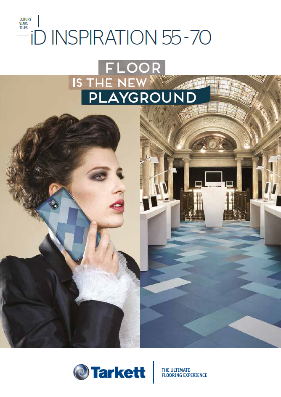 iD INSPIRATION 55-70
FLOOR
IS THE NEW
PLAYGROUND
Tarkett
THE ULTIMATE
FLOORING EXPERIENCE